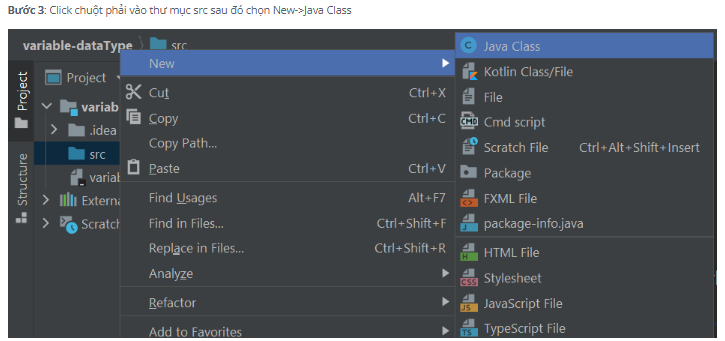 Bước 3: Click chuột phải vào thư mục src sau đó chọn New->Java Class
variable-dataType
src
Project
Structure
Project
variab
.idea
src
variab
Externa
Scratch
New
Cut Ctrl+X
Copy Ctrl+C
Copy Path...
Paste Ctrl+V
Find Usages Alt+F7
Find in Files... Ctrl+Shift+F
Replace in Files... Ctrl+Shift+R
Analyze
Refactor
Add to Favorites
Java Class
Kotlin Class/File
File
CMD Cmd script
Scratch File Ctrl+Alt+Shift+Insert
Package
FXML File
J package-info.java
H HTML File
CSS Stylesheet
JS JavaScript File
TS TypeScript File